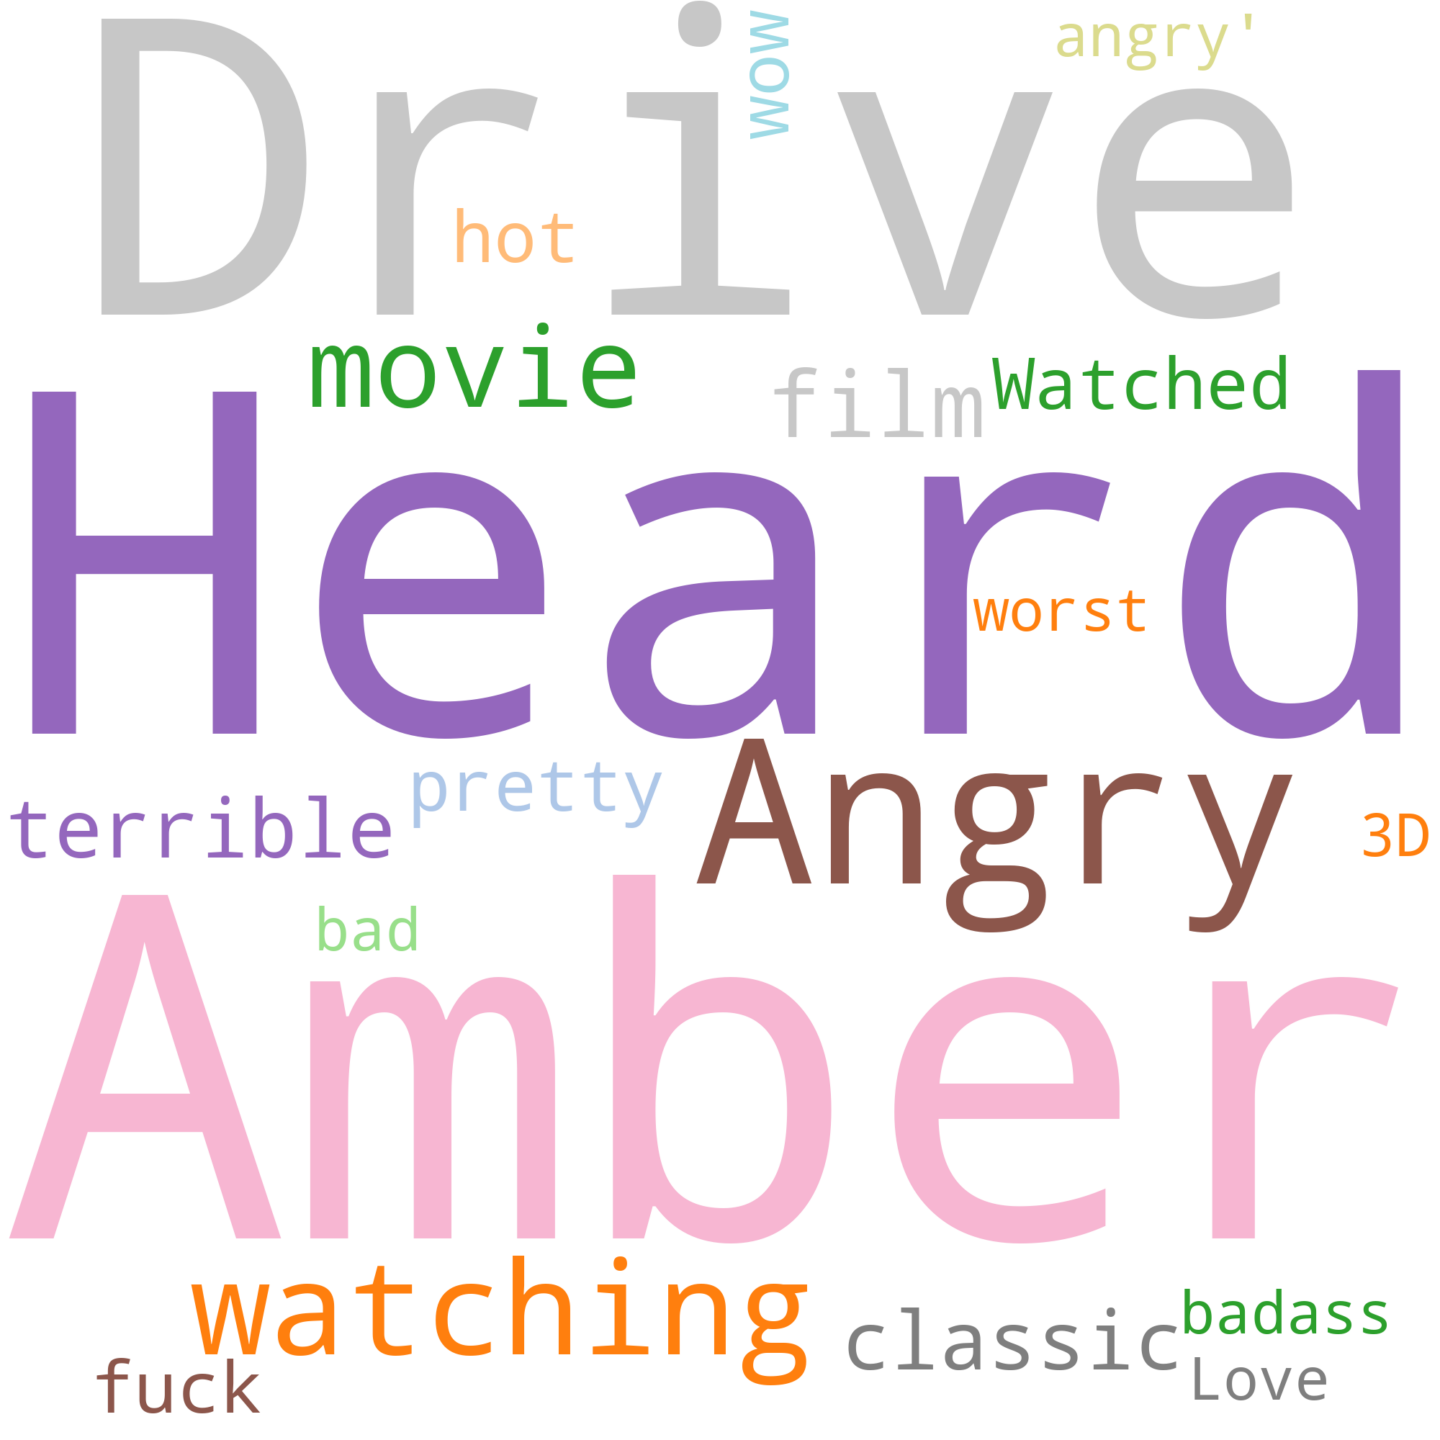 Drive
wow
angry'
hot
movie
film
Watched
Heard
worst
Angry
pretty
terrible
3D
bad
Amber
watching
classic
badass
Love
fuck